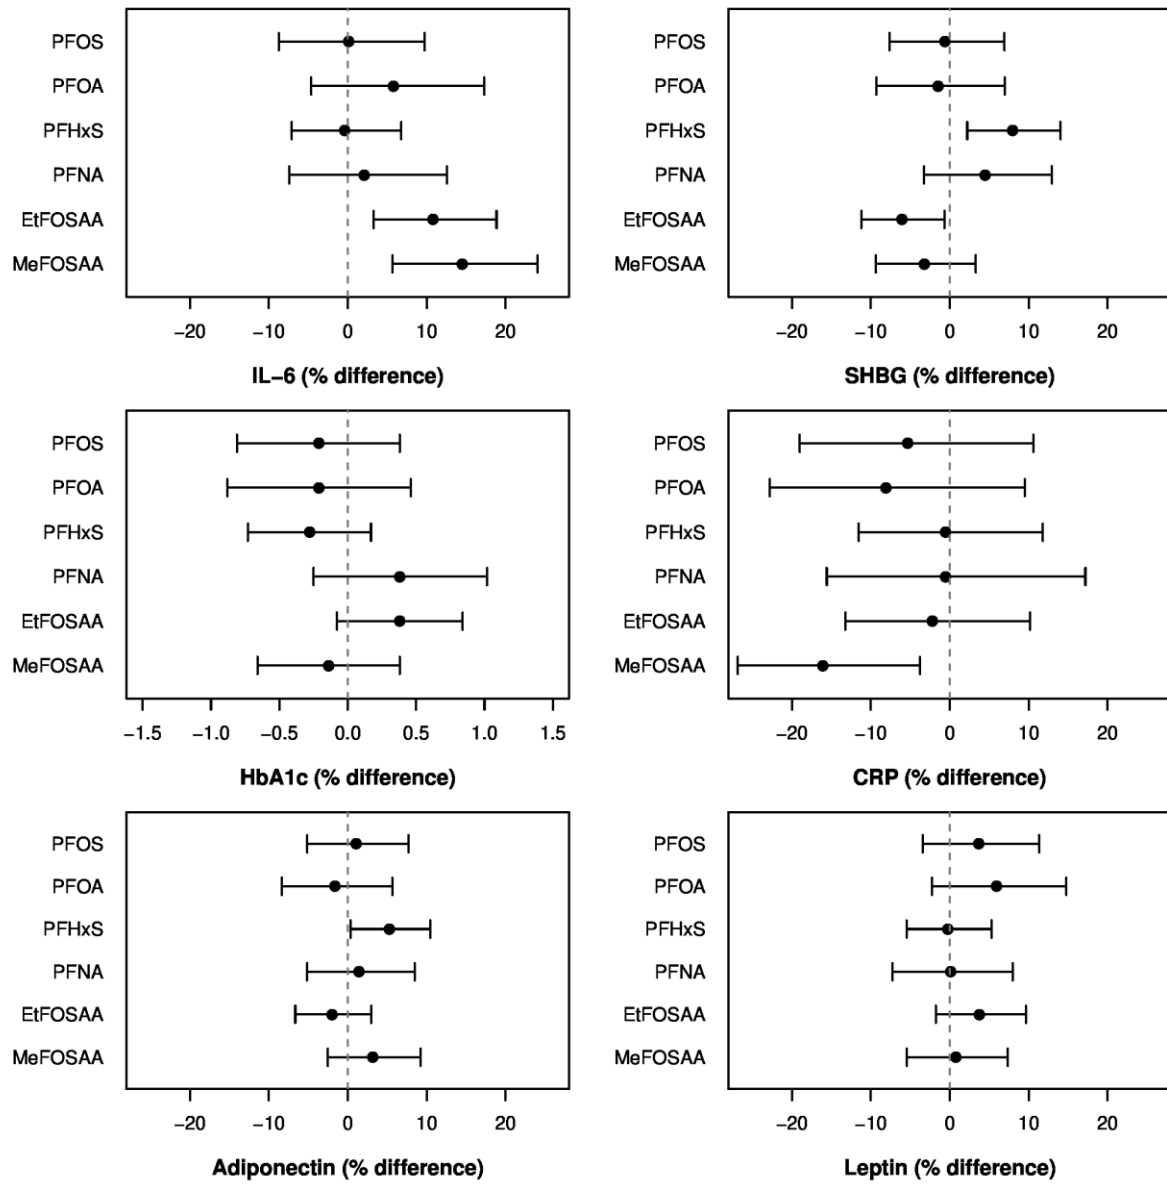 PFOS
PFOA
PFHxS
PFNA
EtFOSAA
MeFOSAA
−20 −10 0 10 20
IL−6 (% difference)
PFOS
PFOA
PFHxS
PFNA
EtFOSAA
MeFOSAA
−20 −10 0 10 20
SHBG (% difference)
PFOS
PFOA
PFHxS
PFNA
EtFOSAA
MeFOSAA
−1.5 −1.0 −0.5 0.0 0.5 1.0 1.5
HbA1c (% difference)
PFOS
PFOA
PFHxS
PFNA
EtFOSAA
MeFOSAA
−20 −10 0 10 20
CRP (% difference)
PFOS
PFOA
PFHxS
PFNA
EtFOSAA
MeFOSAA
−20 −10 0 10 20
Adiponectin (% difference)
PFOS
PFOA
PFHxS
PFNA
EtFOSAA
MeFOSAA
−20 −10 0 10 20
Leptin (% difference)